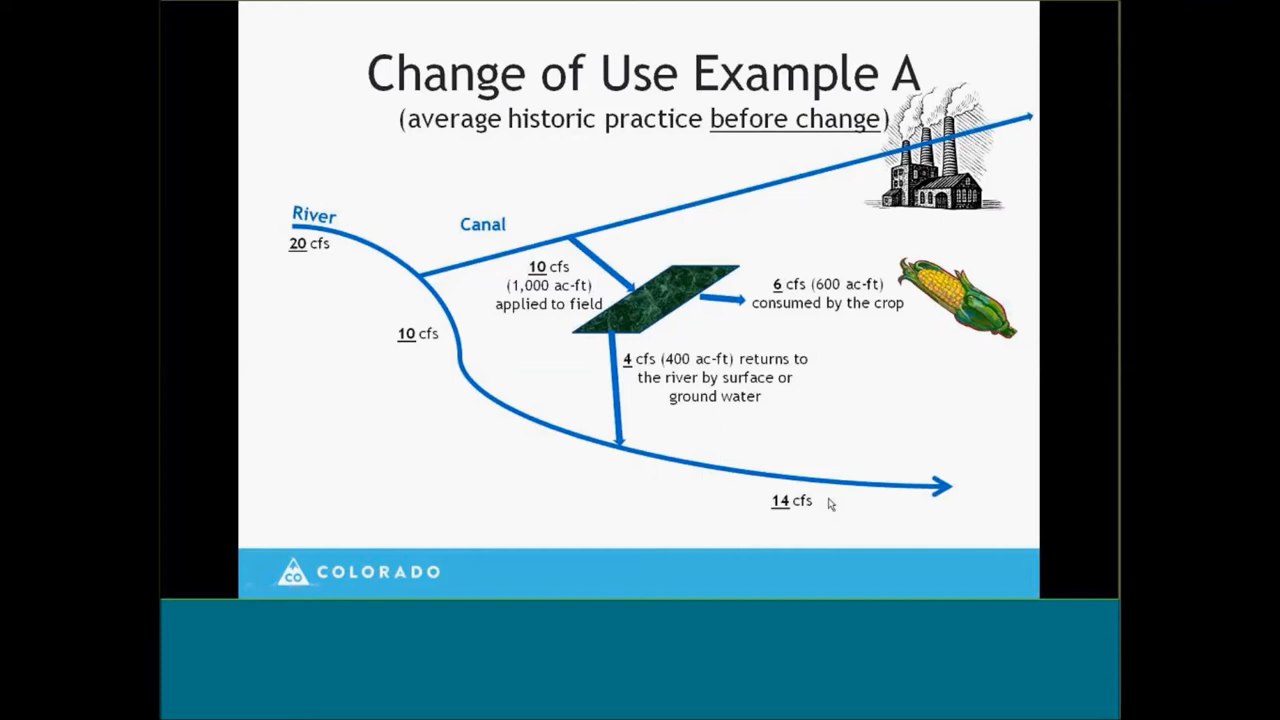 Change of Use Example A
(average historic practice before change)
River
20 cfs
Canal
10 cfs
(1,000 ac-ft)
applied to field
6 cfs (600 ac-ft)
consumed by the crop
10 cfs
4 cfs (400 ac-ft) returns to
the river by surface or
ground water
14 cfs
CO COLORADO